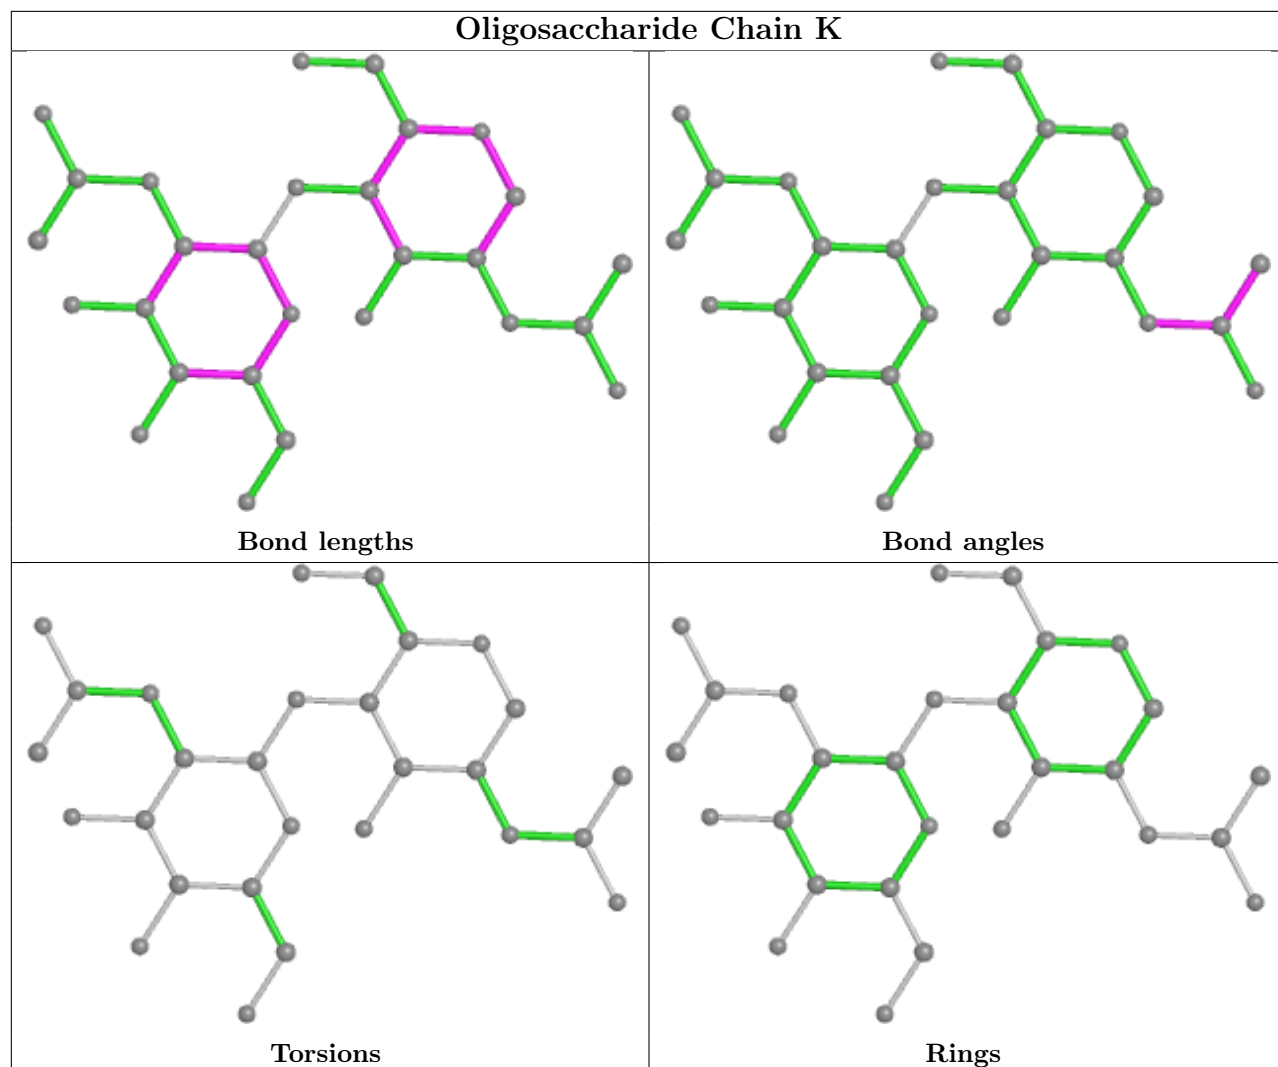 Oligosaccharide Chain K
Bond lengths
Bond angles
Torsions
Rings